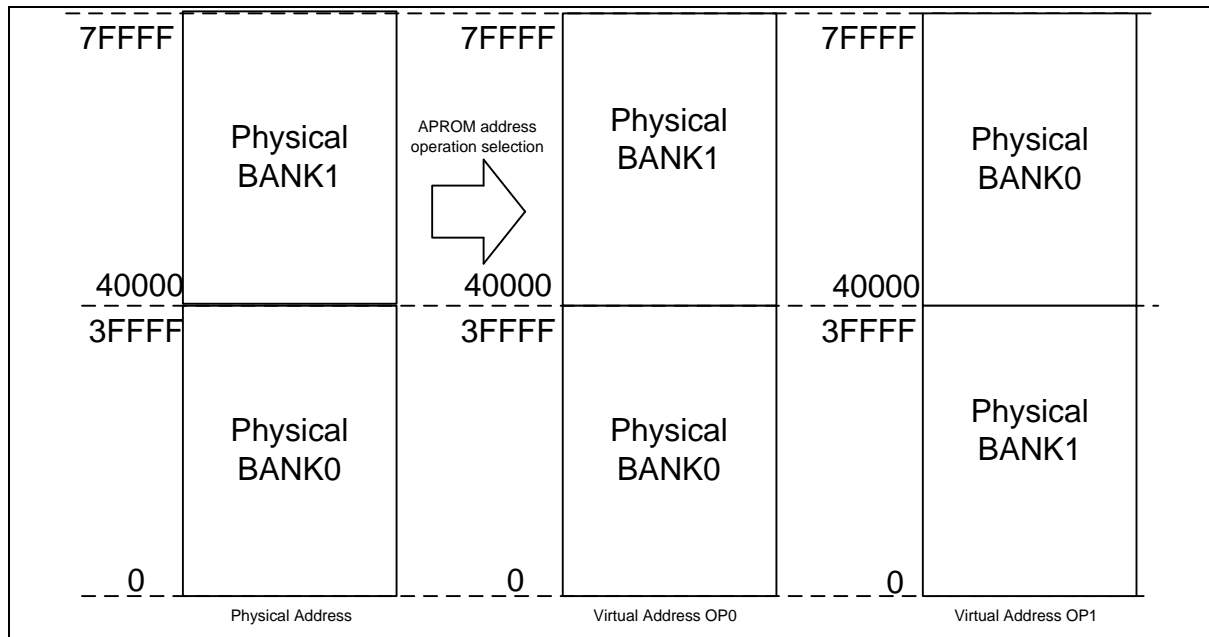 7FFFF
7FFFF
7FFFF
Physical
BANK1
APROM address
operation selection
Physical
BANK1
Physical
BANK0
40000
40000
40000
3FFFF
3FFFF
3FFFF
Physical
BANK0
Physical
BANK0
Physical
BANK1
0
0
0
Physical Address
Virtual Address OP0
Virtual Address OP1